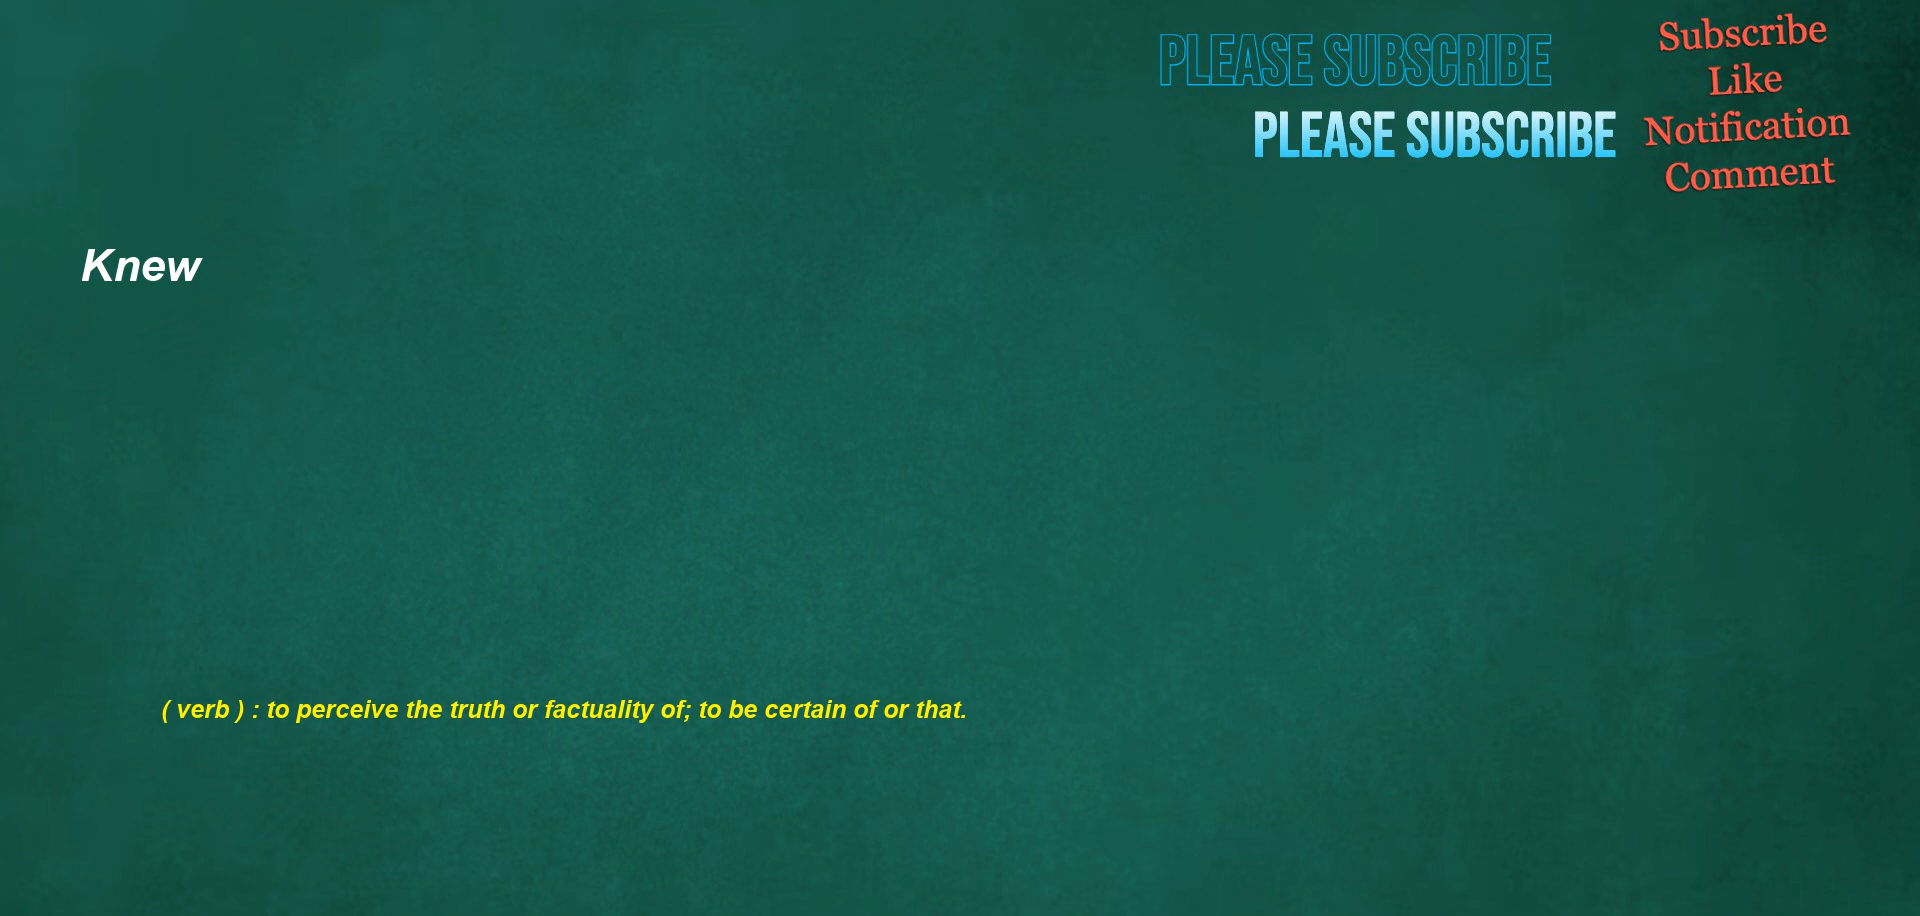 PLEASE SUBSCRIBE
PLEASE SUBSCRIBE
Subscribe
Like
Notification
Comment
Knew
( verb ) : to perceive the truth or factuality of; to be certain of or that.